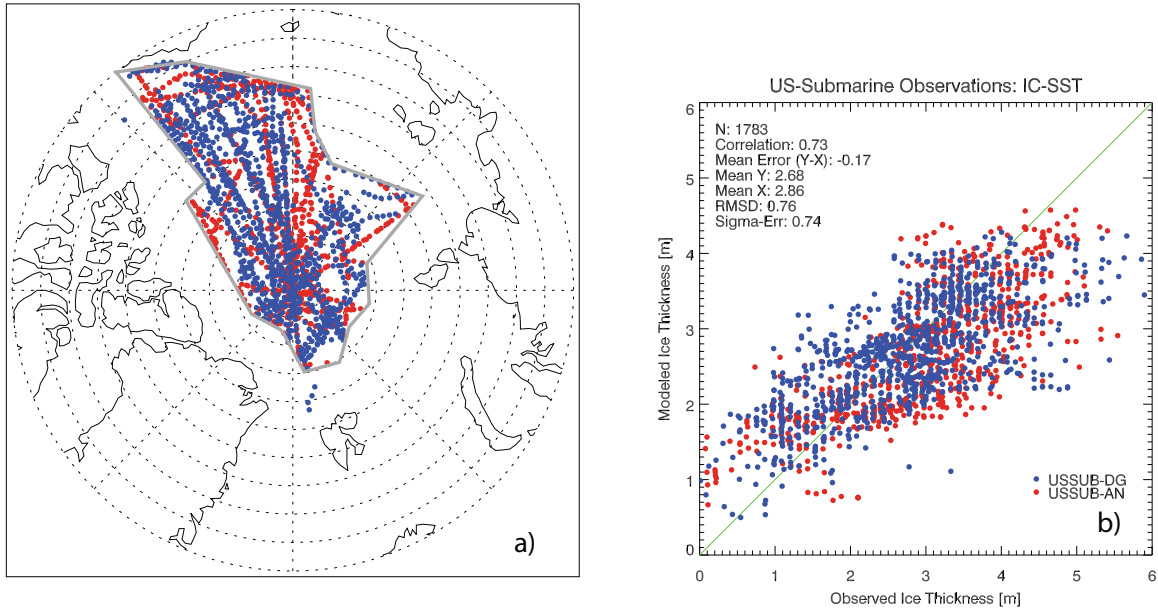 a)
US-Submarine Observations: IC-SST
N: 1783
Correlation: 0.73
Mean Error (Y-X): -0.17
Mean Y: 2.68
Mean X: 2.86
RMSD: 0.76
Sigma-Err: 0.74
6
5
4
3
2
1
0
Modeled Ice Thickness [m]
USSUB-DG
USSUB-AN
b)
0 1 2 3 4 5 6
Observed Ice Thickness [m]